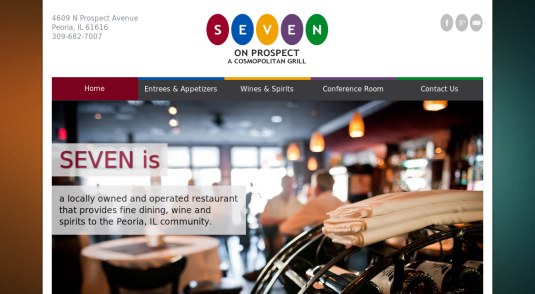 4609 N Prospect Avenue
Peoria, IL 61616
309-682-7007
SEVEN
ON PROSPECT
A COSMOPOLITAN GRILL
Home
Entrees & Appetizers
Wines & Spirits
Conference Room
Contact Us
SEVEN is
a locally owned and operated restaurant
that provides fine dining, wine and
spirits to the Peoria, IL community.